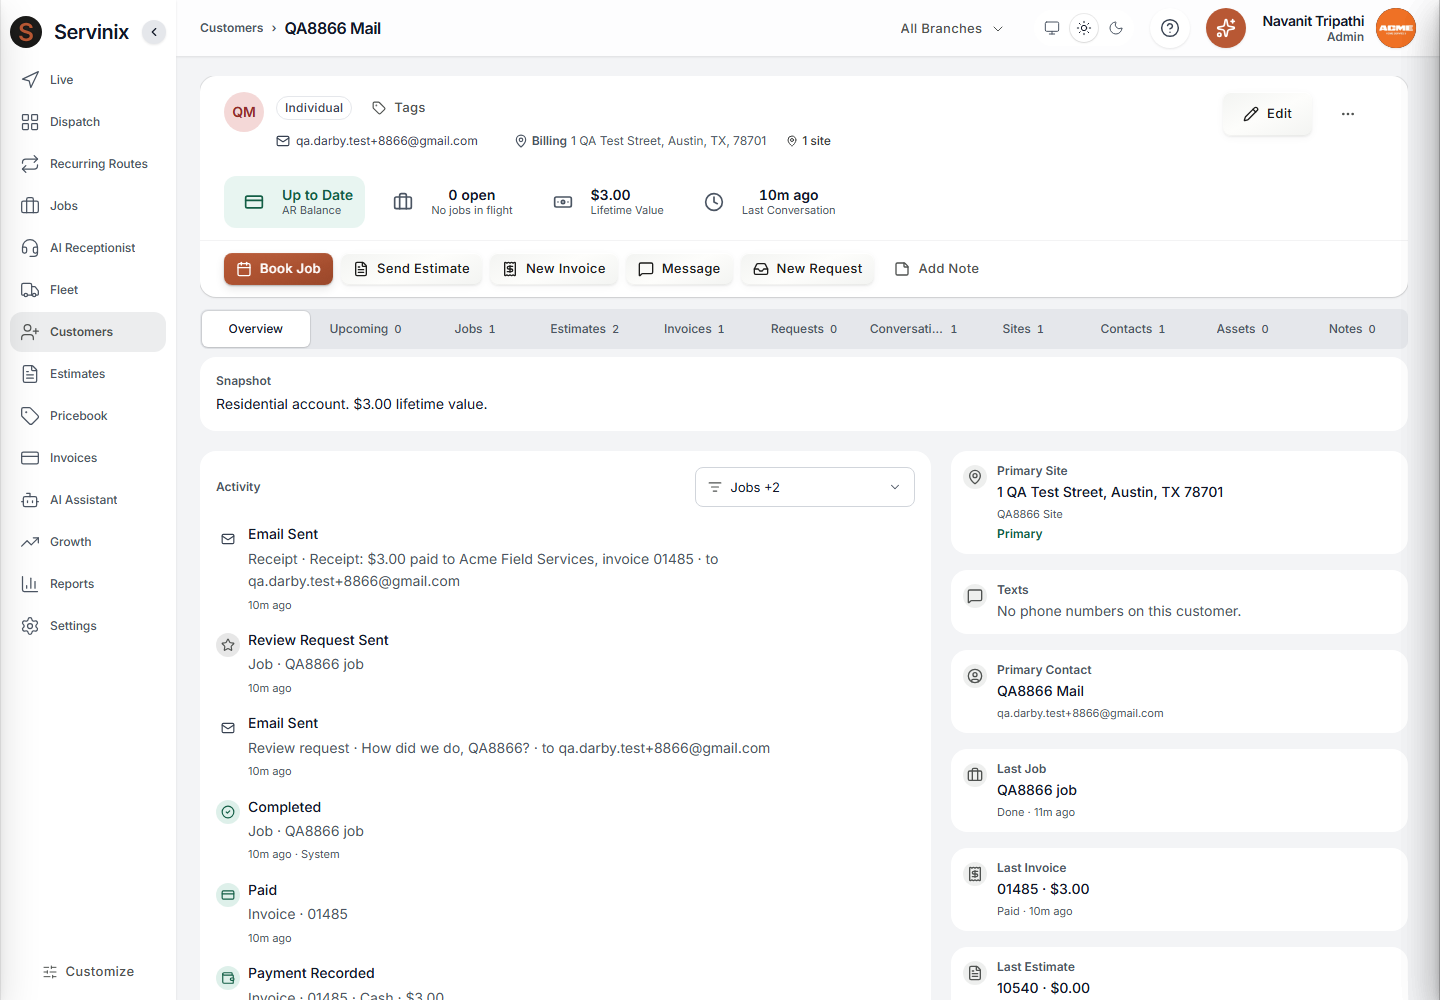 S Servinix
Live
Dispatch
Recurring Routes
Jobs
AI Receptionist
Fleet
Customers
Estimates
Pricebook
Invoices
AI Assistant
Growth
Reports
Settings
Customize
Customers › QA8866 Mail
All Branches
Navanit Tripathi
Admin
ACME
QM
Individual
Tags
qa.darby.test+8866@gmail.com
Billing 1 QA Test Street, Austin, TX, 78701
1 site
Edit
Up to Date
AR Balance
0 open
No jobs in flight
$3.00
Lifetime Value
10m ago
Last Conversation
Book Job
Send Estimate
New Invoice
Message
New Request
Add Note
Overview
Upcoming 0
Jobs 1
Estimates 2
Invoices 1
Requests 0
Conversati... 1
Sites 1
Contacts 1
Assets 0
Notes 0
Snapshot
Residential account. $3.00 lifetime value.
Activity
Jobs +2
Email Sent
Receipt · Receipt: $3.00 paid to Acme Field Services, invoice 01485 · to
qa.darby.test+8866@gmail.com
10m ago
Review Request Sent
Job · QA8866 job
10m ago
Email Sent
Review request · How did we do, QA8866? · to qa.darby.test+8866@gmail.com
10m ago
Completed
Job · QA8866 job
10m ago · System
Paid
Invoice · 01485
10m ago
Payment Recorded
Invoice · 01485 · Cash · $3.00
Primary Site
1 QA Test Street, Austin, TX 78701
QA8866 Site
Primary
Texts
No phone numbers on this customer.
Primary Contact
QA8866 Mail
qa.darby.test+8866@gmail.com
Last Job
QA8866 job
Done · 11m ago
Last Invoice
01485 · $3.00
Paid · 10m ago
Last Estimate
10540 · $0.00